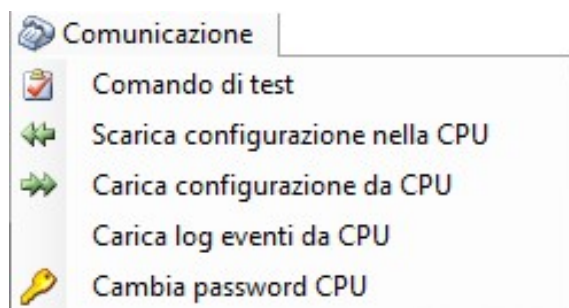 Comunicazione
Comando di test
Scarica configurazione nella CPU
Carica configurazione da CPU
Carica log eventi da CPU
Cambia password CPU